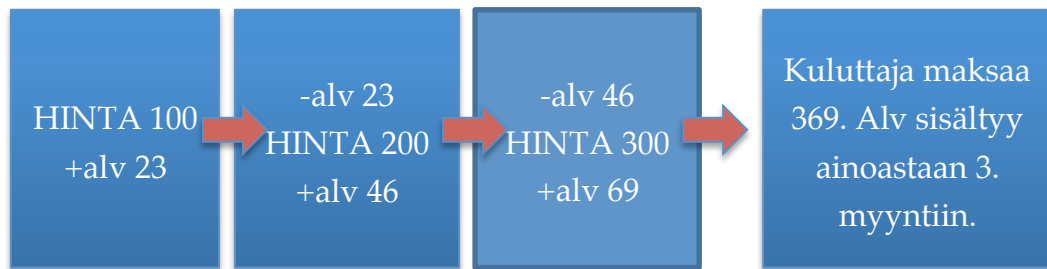 HINTA 100
+alv 23
-alv 23
HINTA 200
+alv 46
-alv 46
HINTA 300
+alv 69
Kuluttaja maksaa
369. Alv sisältyy
ainoastaan 3.
myyntiin.